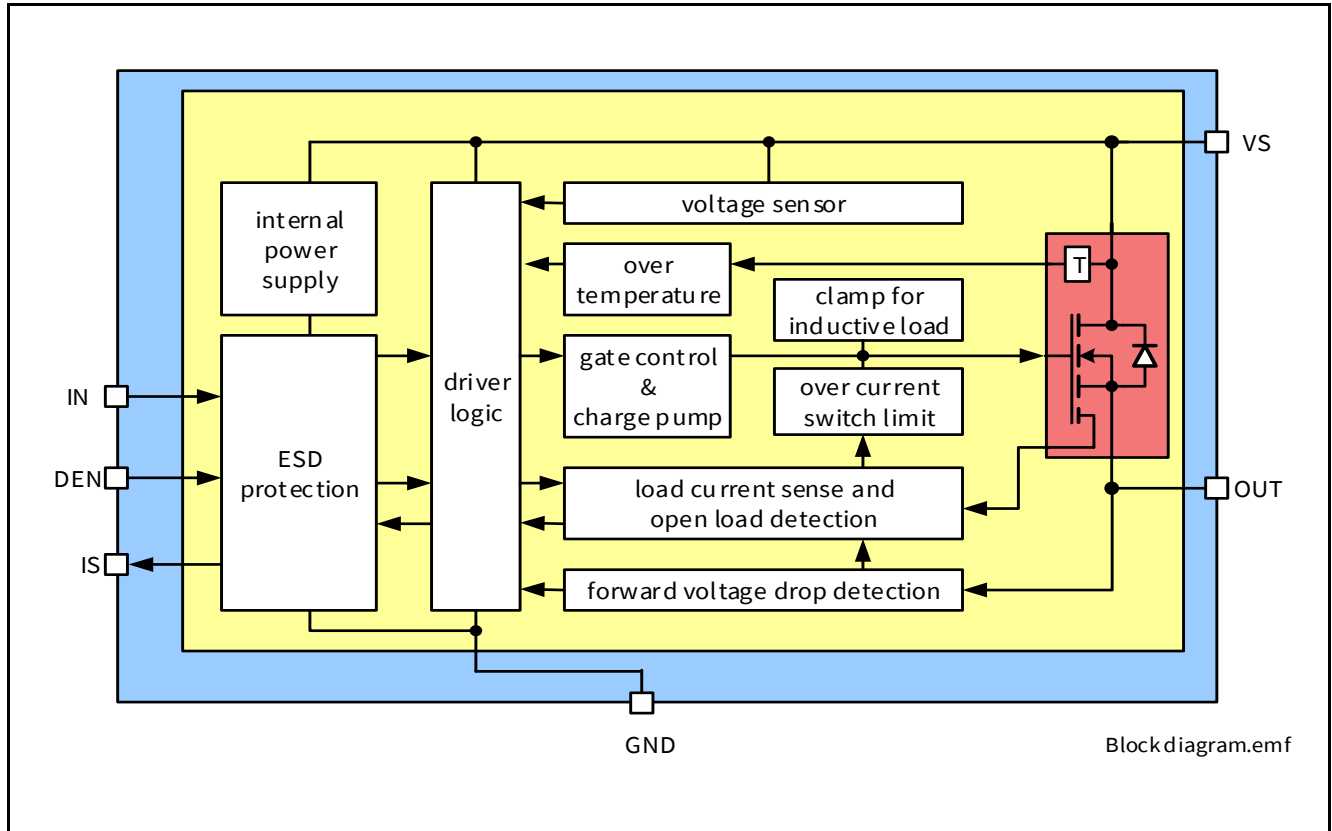 VS
internal
power
supply
voltage sensor
over
temperature
T
clamp for
inductive load
gate control
&
charge pump
driver
logic
over current
switch limit
IN
ESD
protection
DEN
load current sense and
open load detection
OUT
IS
forward voltage drop detection
GND
Blockdiagram.emf